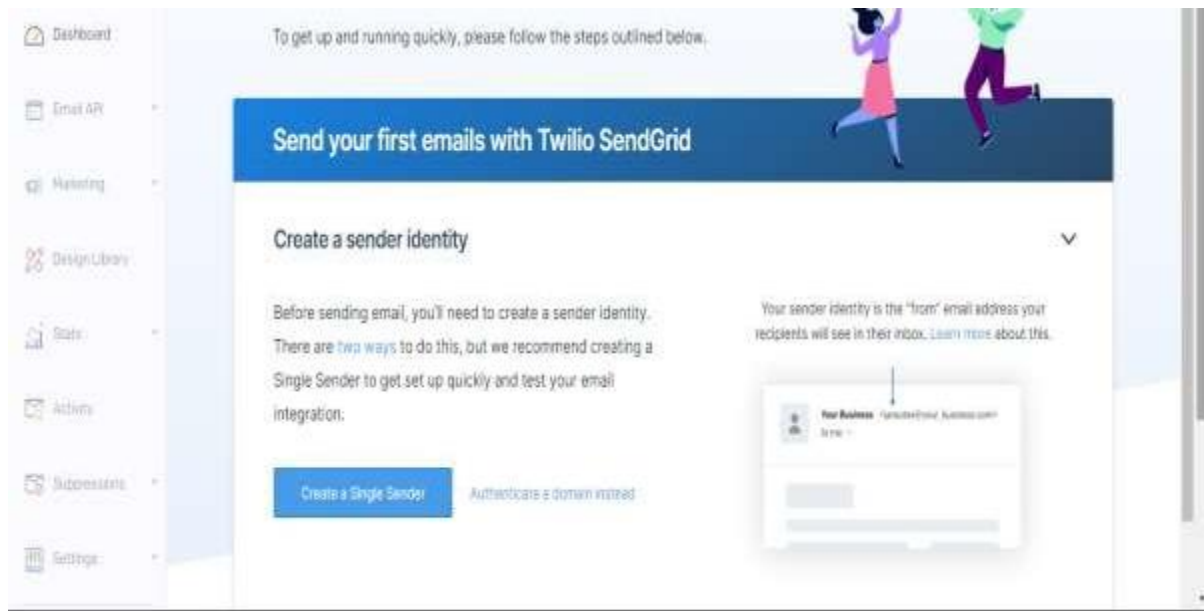 Dashboard
To get up and running quickly, please follow the steps outlined below.
Email API
Send your first emails with Twilio SendGrid
Marketing
Create a sender identity
Design Library
Before sending email, you'll need to create a sender identity.
There are two ways to do this, but we recommend creating a
Single Sender to get set up quickly and test your email
integration.
Your sender identity is the "from" email address your
recipients will see in their inbox. Learn more about this.
Stats
Activity
Your Business
to me
Create a Single Sender
Authenticate a domain instead
Suppressions
Settings